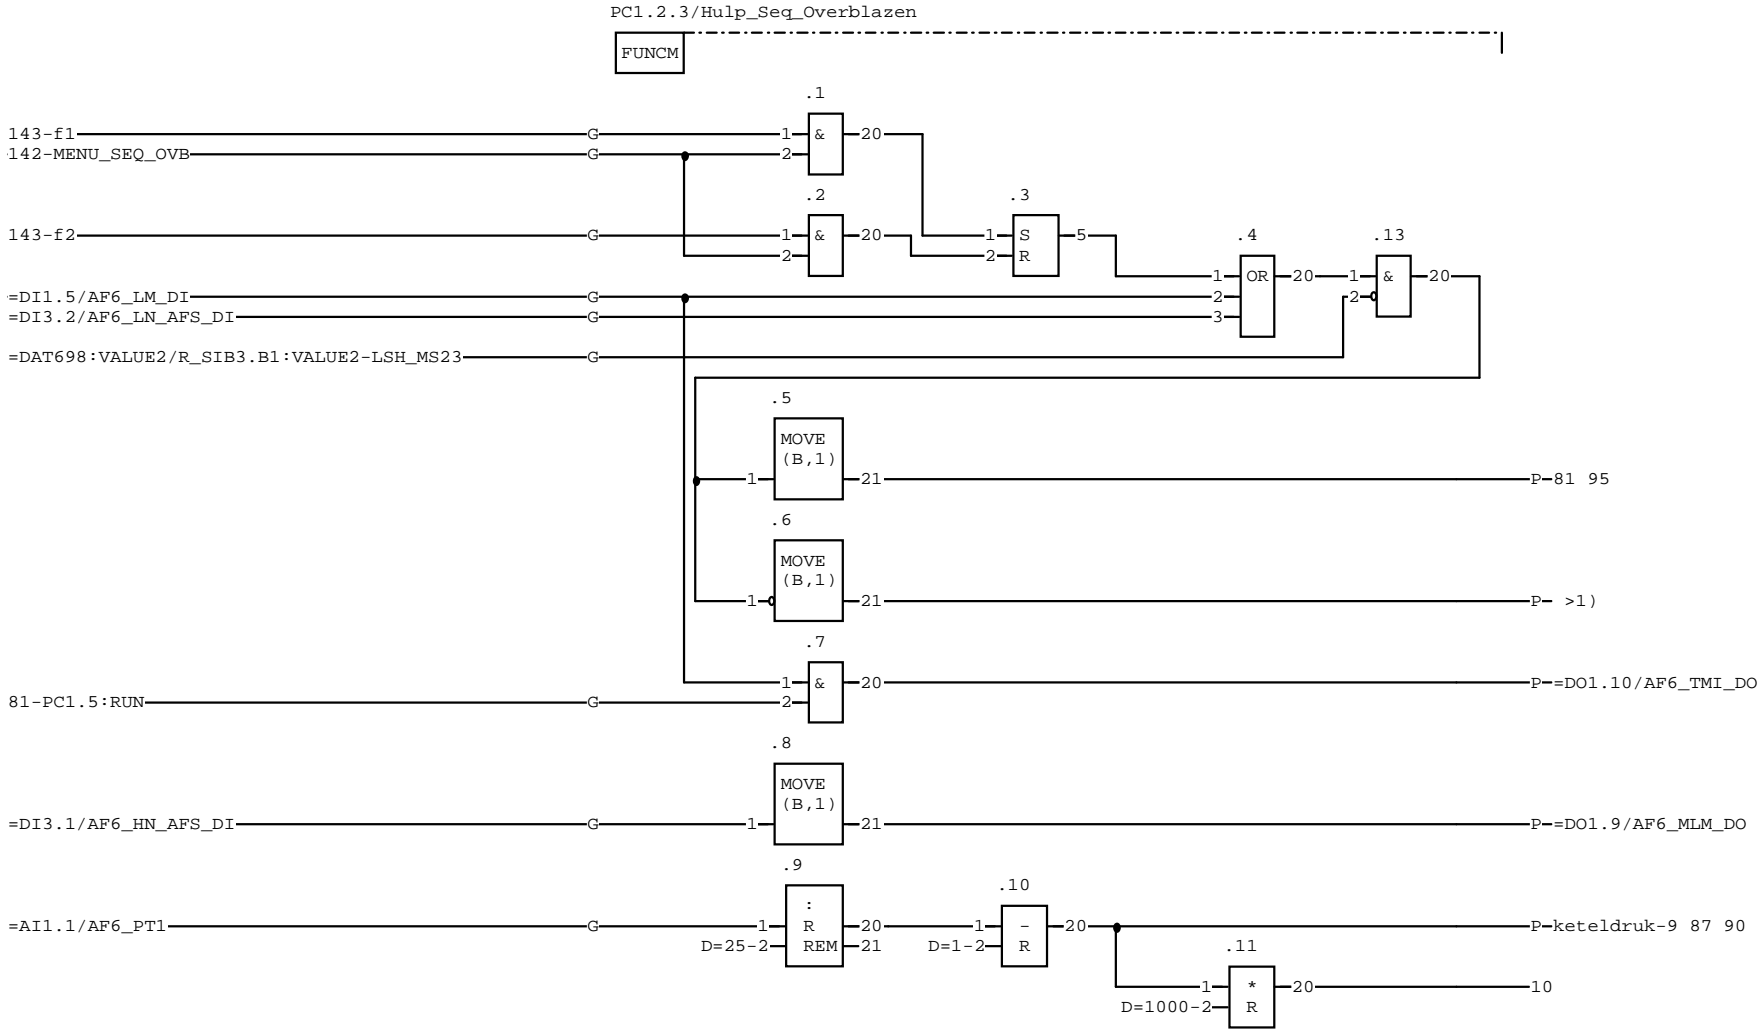 PC1.2.3/Hulp_Seq_Overblazen
FUNCM
.1
143-f1 G 1 & 20
142-MENU_SEQ_OVB G 2
.2 .3
143-f2 G 1 & 20 1 S 5 .4 .13
2 2 R
1 OR 20 1 & 20
=DI1.5/AF6_LM_DI G 2 2
=DI3.2/AF6_LN_AFS_DI G 3
=DAT698:VALUE2/R_SIB3.B1:VALUE2-LSH_MS23 G
.5
MOVE
(B,1)
1 21 P-81 95
.6
MOVE
(B,1)
1 21 P- >1)
.7
1 & 20 P-=DO1.10/AF6_TMI_DO
81-PC1.5:RUN G 2
.8
MOVE
(B,1)
=DI3.1/AF6_HN_AFS_DI G 1 21 P-=DO1.9/AF6_MLM_DO
.9
.10
:
=AI1.1/AF6_PT1 G 1 R 20 1 - 20 P-keteldruk-9 87 90
D=25-2 REM 21 D=1-2 R .11
1 * 20 10
D=1000-2 R